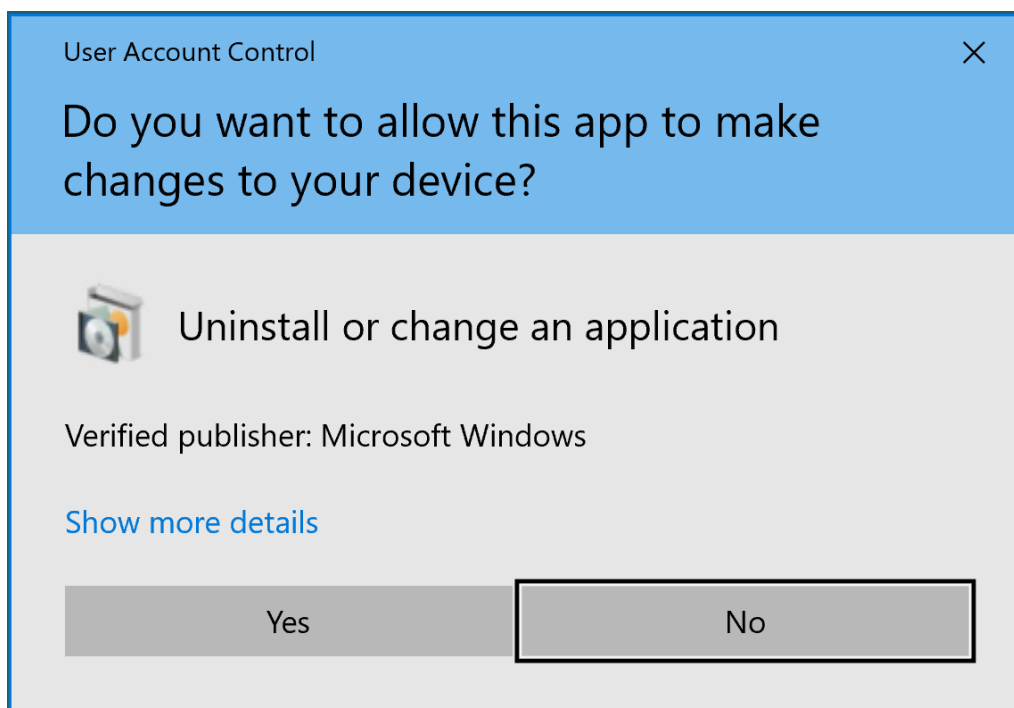 User Account Control
Do you want to allow this app to make
changes to your device?
Uninstall or change an application
Verified publisher: Microsoft Windows
Show more details
Yes
No